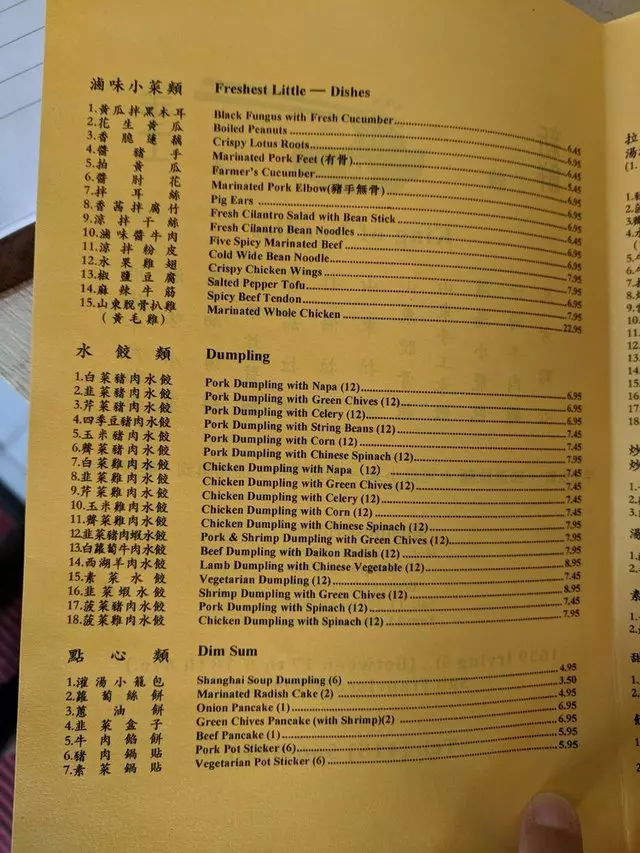 滷味小菜類 Freshest Little — Dishes
1.黃瓜拌黑木耳 Black Fungus with Fresh Cucumber 6.45
2.花生黃瓜 Boiled Peanuts
3.香脆蓮藕 Crispy Lotus Roots 6.95
4.醬豬手 Marinated Pork Feet (有骨) 5.45
5.拍黃瓜 Farmer's Cucumber
6.醬肘花 Marinated Pork Elbow(豬手無骨) 6.95
7.拌耳絲 Pig Ears 6.45
8.香茜拌腐竹 Fresh Cilantro Salad with Bean Stick 6.95
9.涼拌干絲 Fresh Cilantro Bean Noodles 6.95
10.滷味醬牛肉 Five Spicy Marinated Beef 7.95
11.涼拌粉皮 Cold Wide Bean Noodle
12.水果雞翅 Crispy Chicken Wings 7.95
13.椒鹽豆腐 Salted Pepper Tofu 6.95
14.麻辣牛筋 Spicy Beef Tendon 7.95
15.山東脫骨扒雞 Marinated Whole Chicken 22.95
(黃毛雞)
水餃類 Dumpling
1.白菜豬肉水餃 Pork Dumpling with Napa (12) 6.95
2.韮菜豬肉水餃 Pork Dumpling with Green Chives (12) 6.95
3.芹菜豬肉水餃 Pork Dumpling with Celery (12) 6.95
4.四季豆豬肉水餃 Pork Dumpling with String Beans (12) 7.45
5.玉米豬肉水餃 Pork Dumpling with Corn (12) 7.45
6.薺菜豬肉水餃 Pork Dumpling with Chinese Spinach (12) 7.45
7.白菜雞肉水餃 Chicken Dumpling with Napa （12） 7.45
8.韮菜雞肉水餃 Chicken Dumpling with Green Chives (12) 7.95
9.芹菜雞肉水餃 Chicken Dumpling with Celery (12) 7.95
10.玉米雞肉水餃 Chicken Dumpling with Corn (12) 7.95
11.薺菜雞肉水餃 Chicken Dumpling with Chinese Spinach (12) 7.95
12.韮菜豬肉蝦水餃 Pork & Shrimp Dumpling with Green Chives (12) 7.95
13.白蘿蔔牛肉水餃 Beef Dumpling with Daikon Radish (12) 7.95
14.西湖羊肉水餃 Lamb Dumpling with Chinese Vegetable (12) 8.95
15.素菜水餃 Vegetarian Dumpling (12) 7.45
16.韮菜蝦水餃 Shrimp Dumpling with Green Chives (12) 8.95
17.菠菜豬肉水餃 Pork Dumpling with Spinach (12) 7.45
18.菠菜雞肉水餃 Chicken Dumpling with Spinach (12) 7.95
點心類 Dim Sum
1.灌湯小籠包 Shanghai Soup Dumpling (6) 4.95
2.蘿蔔絲餅 Marinated Radish Cake (2) 3.50
3.蔥油餅 Onion Pancake (1) 4.95
4.韮菜盒子 Green Chives Pancake (with Shrimp)(2) 6.95
5.牛肉餡餅 Beef Pancake (1) 6.95
6.豬肉鍋貼 Pork Pot Sticker (6) 5.95
7.素菜鍋貼 Vegetarian Pot Sticker (6) 5.95